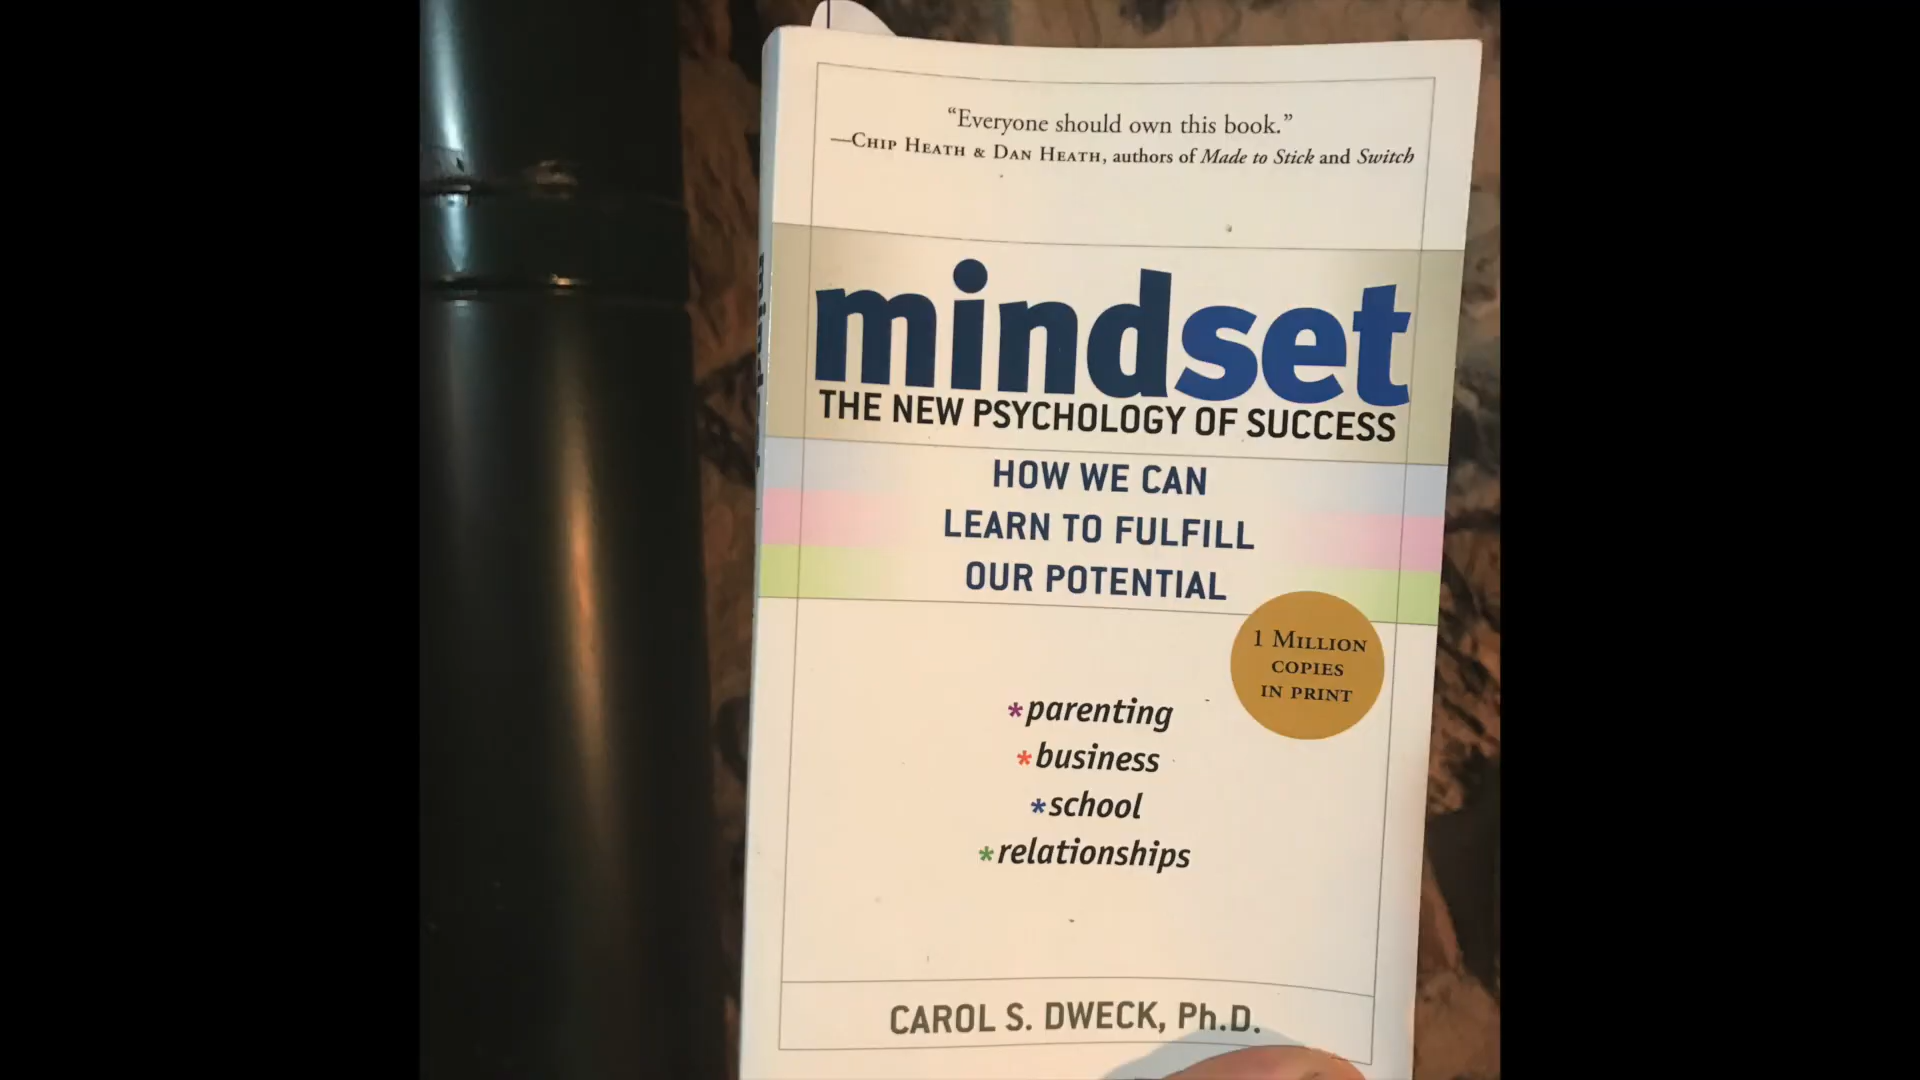 “Everyone should own this book.”
—Chip Heath & Dan Heath, authors of Made to Stick and Switch
mindset
THE NEW PSYCHOLOGY OF SUCCESS
HOW WE CAN
LEARN TO FULFILL
OUR POTENTIAL
1 Million
copies
in print
*parenting
*business
*school
*relationships
CAROL S. DWECK, Ph.D.